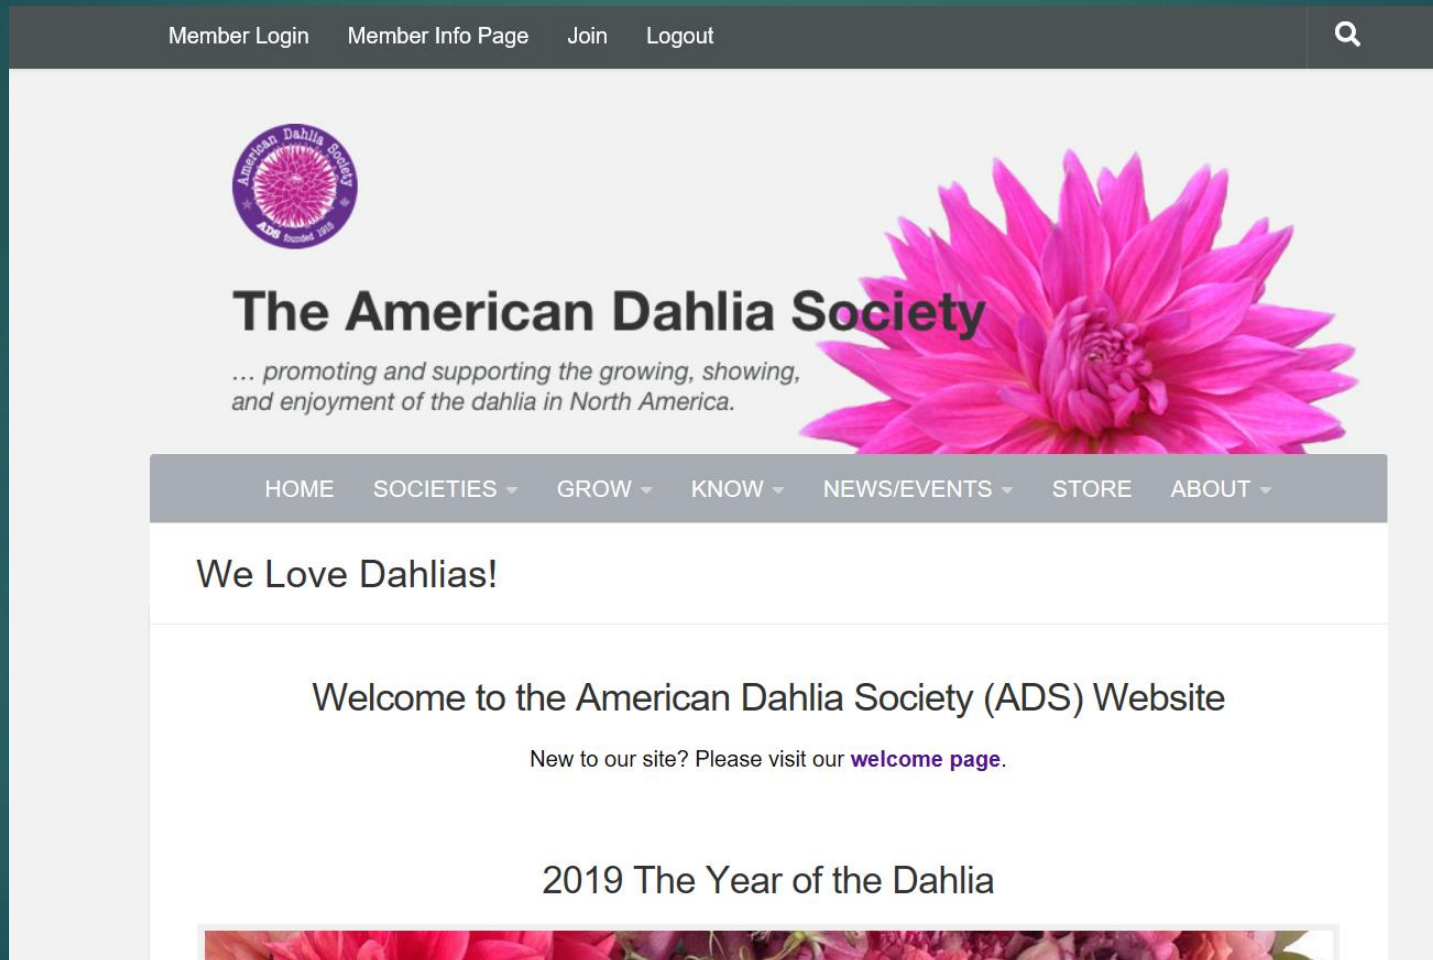 Member Login Member Info Page Join Logout
American Dahlia Society
ADS founded 1915
The American Dahlia Society
... promoting and supporting the growing, showing,
and enjoyment of the dahlia in North America.
HOME SOCIETIES GROW KNOW NEWS/EVENTS STORE ABOUT
We Love Dahlias!
Welcome to the American Dahlia Society (ADS) Website
New to our site? Please visit our welcome page.
2019 The Year of the Dahlia